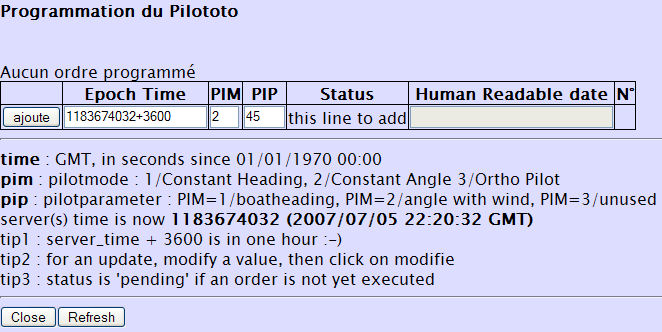 Programmation du Pilototo
Aucun ordre programmé
Epoch Time PIM PIP Status Human Readable date N°
ajoute 1183674032+3600 2 45 this line to add
time : GMT, in seconds since 01/01/1970 00:00
pim : pilotmode : 1/Constant Heading, 2/Constant Angle 3/Ortho Pilot
pip : pilotparameter : PIM=1/boatheading, PIM=2/angle with wind, PIM=3/unused
server(s) time is now 1183674032 (2007/07/05 22:20:32 GMT)
tip1 : server_time + 3600 is in one hour :-)
tip2 : for an update, modify a value, then click on modifie
tip3 : status is 'pending' if an order is not yet executed
Close Refresh